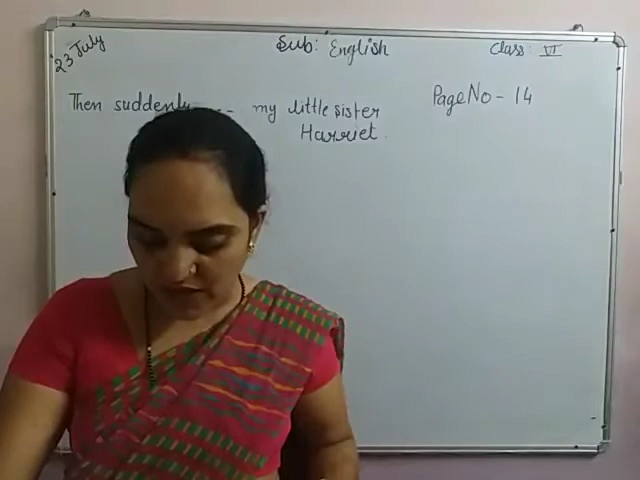 23 July Sub: English Class: VI
Then suddenly --- my little sister Page No - 14
Harriet.